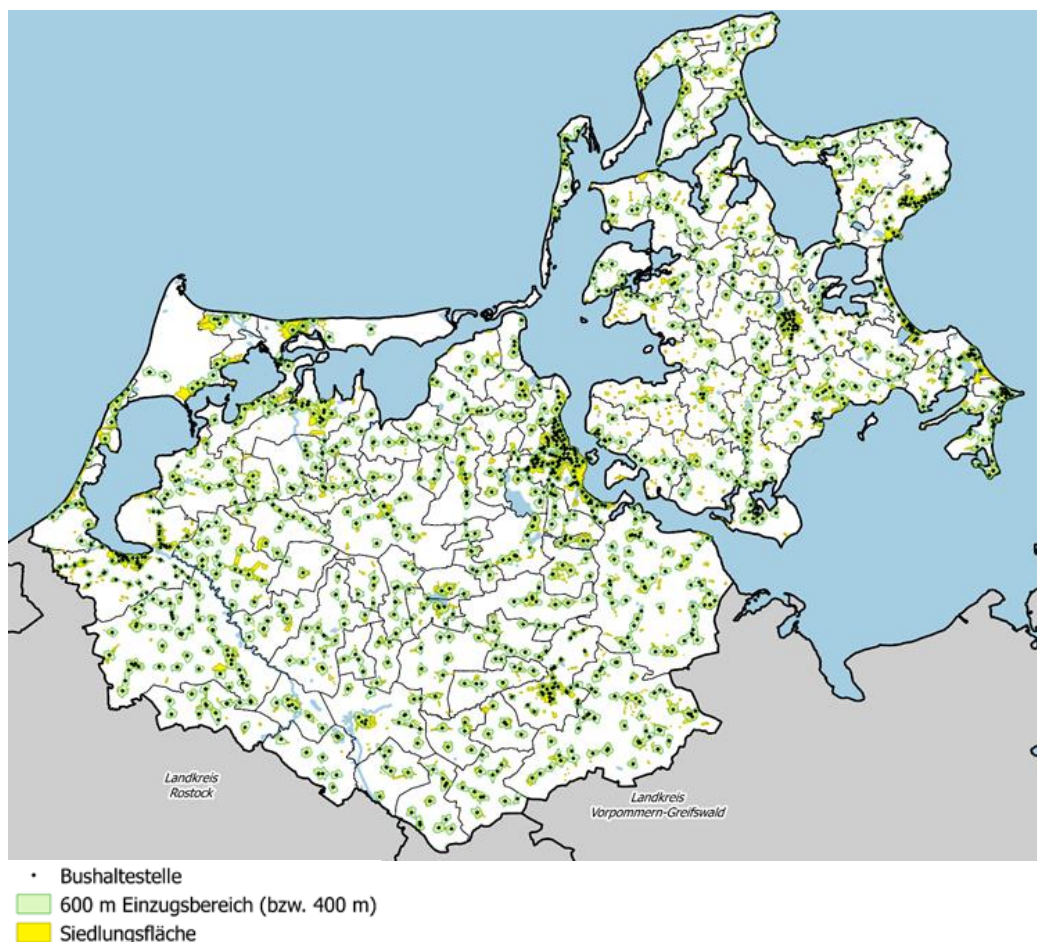 Landkreis
Rostock
Landkreis
Vorpommern-Greifswald
Bushaltestelle
600 m Einzugsbereich (bzw. 400 m)
Siedlungsfläche